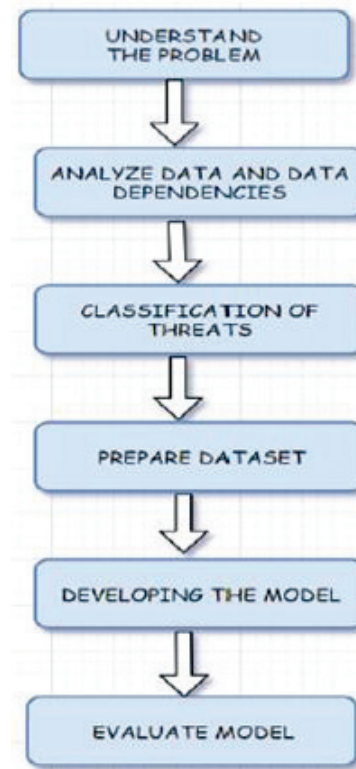 UNDERSTAND
THE PROBLEM
ANALYZE DATA AND DATA
DEPENDENCIES
CLASSIFICATION OF
THREATS
PREPARE DATASET
DEVELOPING THE MODEL
EVALUATE MODEL